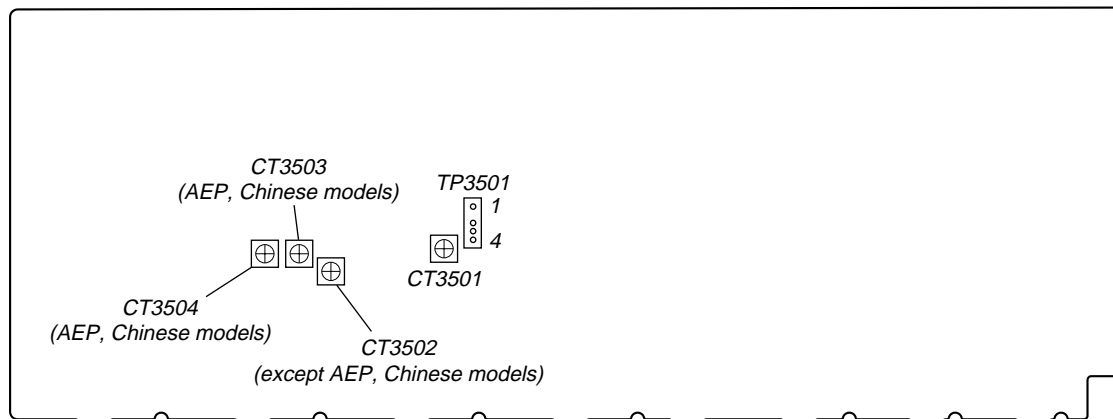 CT3503
(AEP, Chinese models)
TP3501
1
4
CT3501
CT3504
(AEP, Chinese models)
CT3502
(except AEP, Chinese models)